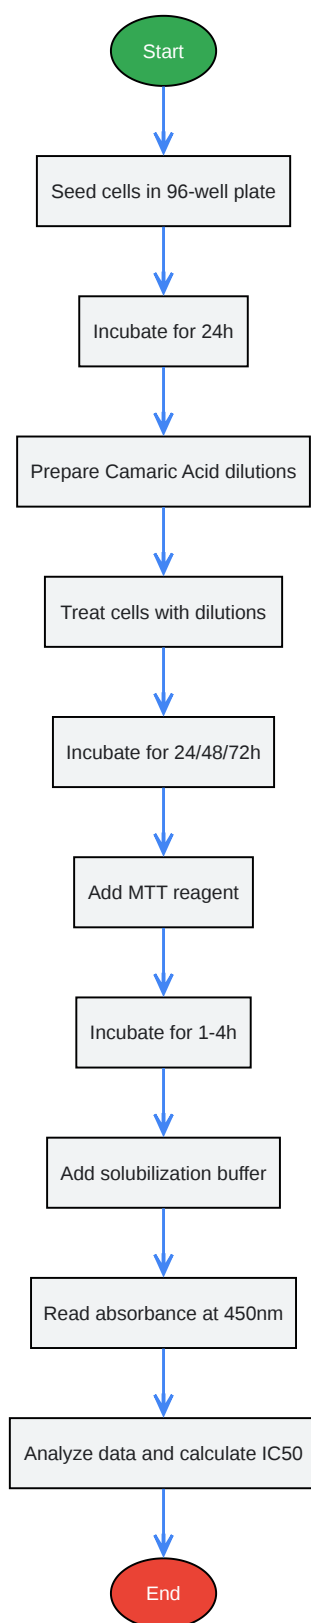 Start
Seed cells in 96-well plate
Incubate for 24h
Prepare Camaric Acid dilutions
Treat cells with dilutions
Incubate for 24/48/72h
Add MTT reagent
Incubate for 1-4h
Add solubilization buffer
Read absorbance at 450nm
Analyze data and calculate IC50
End